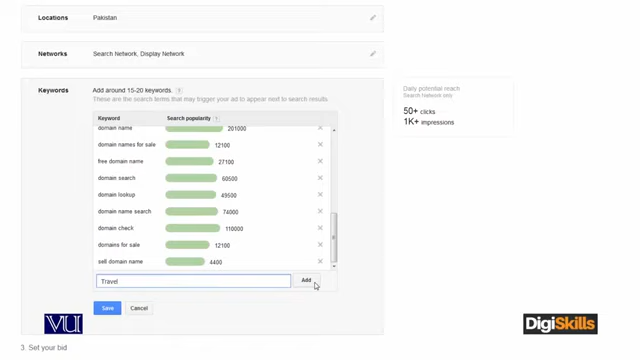 Locations Pakistan
Networks Search Network, Display Network
Keywords Add around 15-20 keywords. ?
These are the search terms that may trigger your ad to appear next to search results.
Keyword Search popularity ?
domain name 201000
domain names for sale 12100
free domain name 27100
domain search 60500
domain lookup 49500
domain name search 74000
domain check 110000
domains for sale 12100
sell domain name 4400
Travel Add
Save Cancel
Daily potential reach
Search Network only
50+ clicks
1K+ impressions
VU
DigiSkills
3. Set your bid